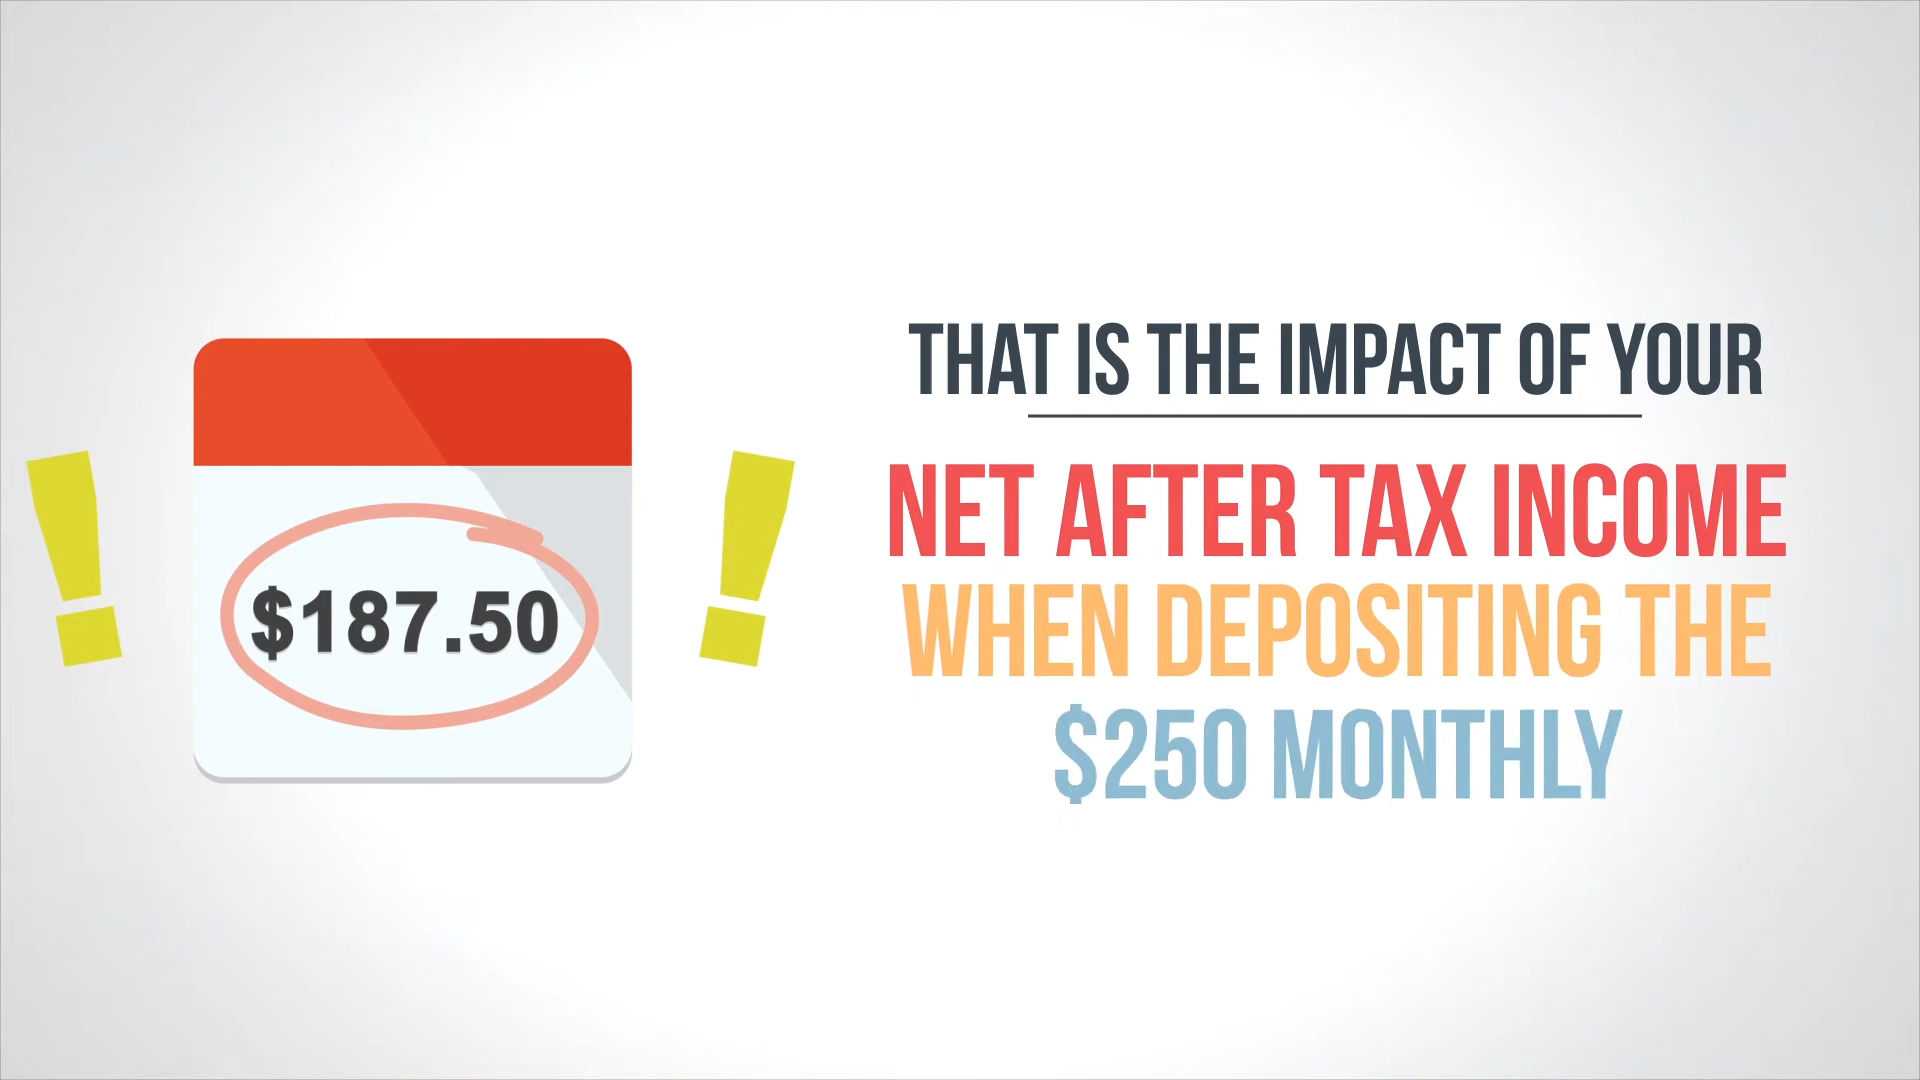 $187.50
THAT IS THE IMPACT OF YOUR
NET AFTER TAX INCOME
WHEN DEPOSITING THE
$250 MONTHLY